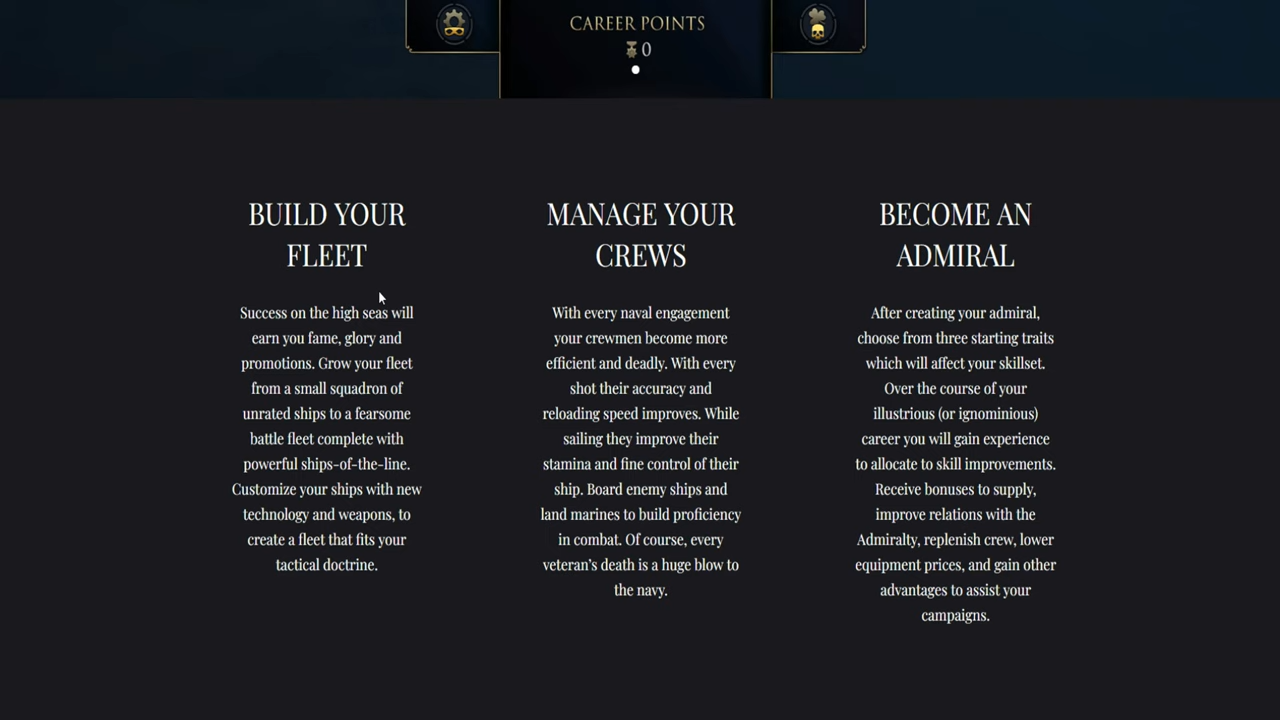 CAREER POINTS
0
BUILD YOUR
FLEET
Success on the high seas will
earn you fame, glory and
promotions. Grow your fleet
from a small squadron of
unrated ships to a fearsome
battle fleet complete with
powerful ships-of-the-line.
Customize your ships with new
technology and weapons, to
create a fleet that fits your
tactical doctrine.
MANAGE YOUR
CREWS
With every naval engagement
your crewmen become more
efficient and deadly. With every
shot their accuracy and
reloading speed improves. While
sailing they improve their
stamina and fine control of their
ship. Board enemy ships and
land marines to build proficiency
in combat. Of course, every
veteran's death is a huge blow to
the navy.
BECOME AN
ADMIRAL
After creating your admiral,
choose from three starting traits
which will affect your skillset.
Over the course of your
illustrious (or ignominious)
career you will gain experience
to allocate to skill improvements.
Receive bonuses to supply,
improve relations with the
Admiralty, replenish crew, lower
equipment prices, and gain other
advantages to assist your
campaigns.